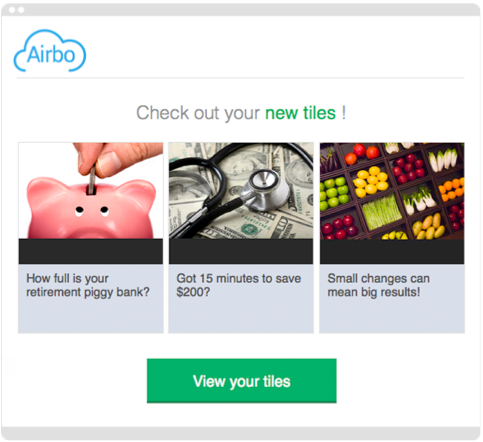 Airbo
Check out your new tiles !
How full is your
retirement piggy bank?
Got 15 minutes to save
$200?
Small changes can
mean big results!
View your tiles